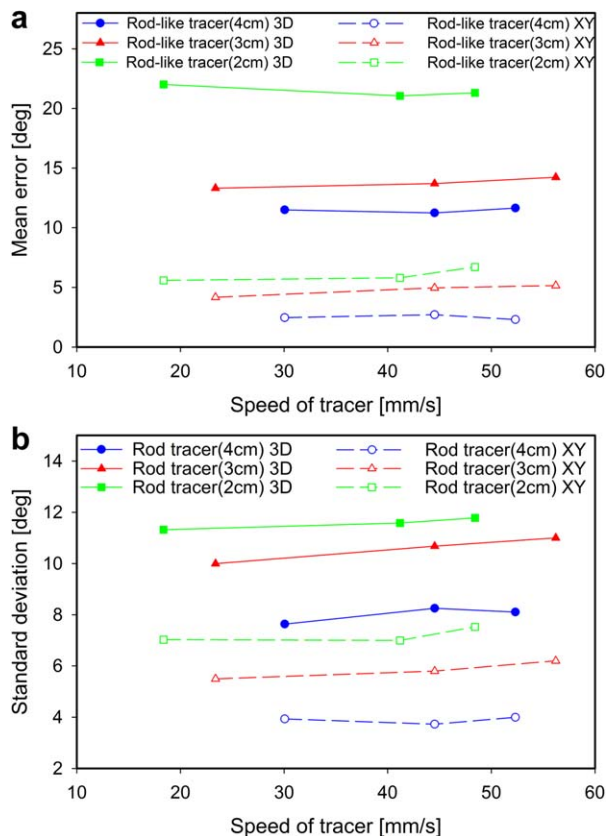 a
Rod-like tracer(4cm) 3D Rod-like tracer(4cm) XY
Rod-like tracer(3cm) 3D Rod-like tracer(3cm) XY
Rod-like tracer(2cm) 3D Rod-like tracer(2cm) XY
25
20
15
10
5
0
Mean error [deg]
10 20 30 40 50 60
Speed of tracer [mm/s]
b
Rod tracer(4cm) 3D Rod tracer(4cm) XY
Rod tracer(3cm) 3D Rod tracer(3cm) XY
Rod tracer(2cm) 3D Rod tracer(2cm) XY
14
12
10
8
6
4
2
Standard deviation [deg]
10 20 30 40 50 60
Speed of tracer [mm/s]